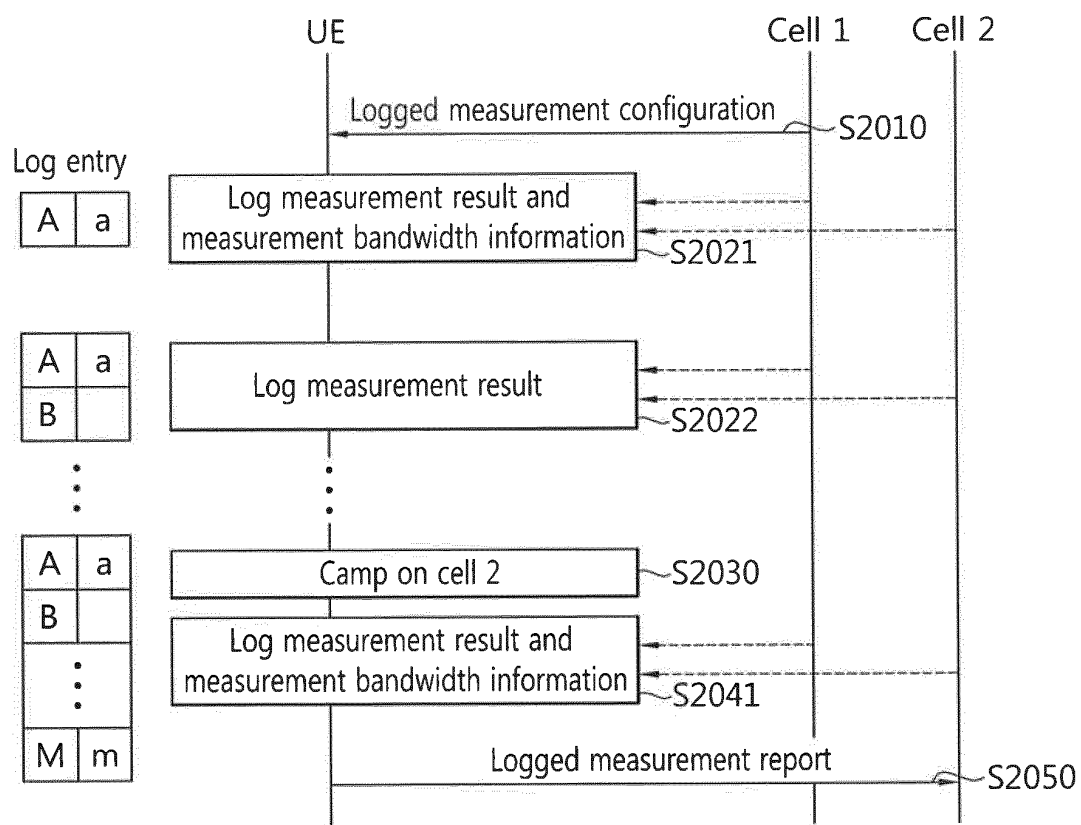 UE
Cell 1
Cell 2
Logged measurement configuration
S2010
Log entry
A a
Log measurement result and
measurement bandwidth information
S2021
A a
B
Log measurement result
S2022
A a
B
M m
Camp on cell 2
S2030
Log measurement result and
measurement bandwidth information
S2041
Logged measurement report
S2050